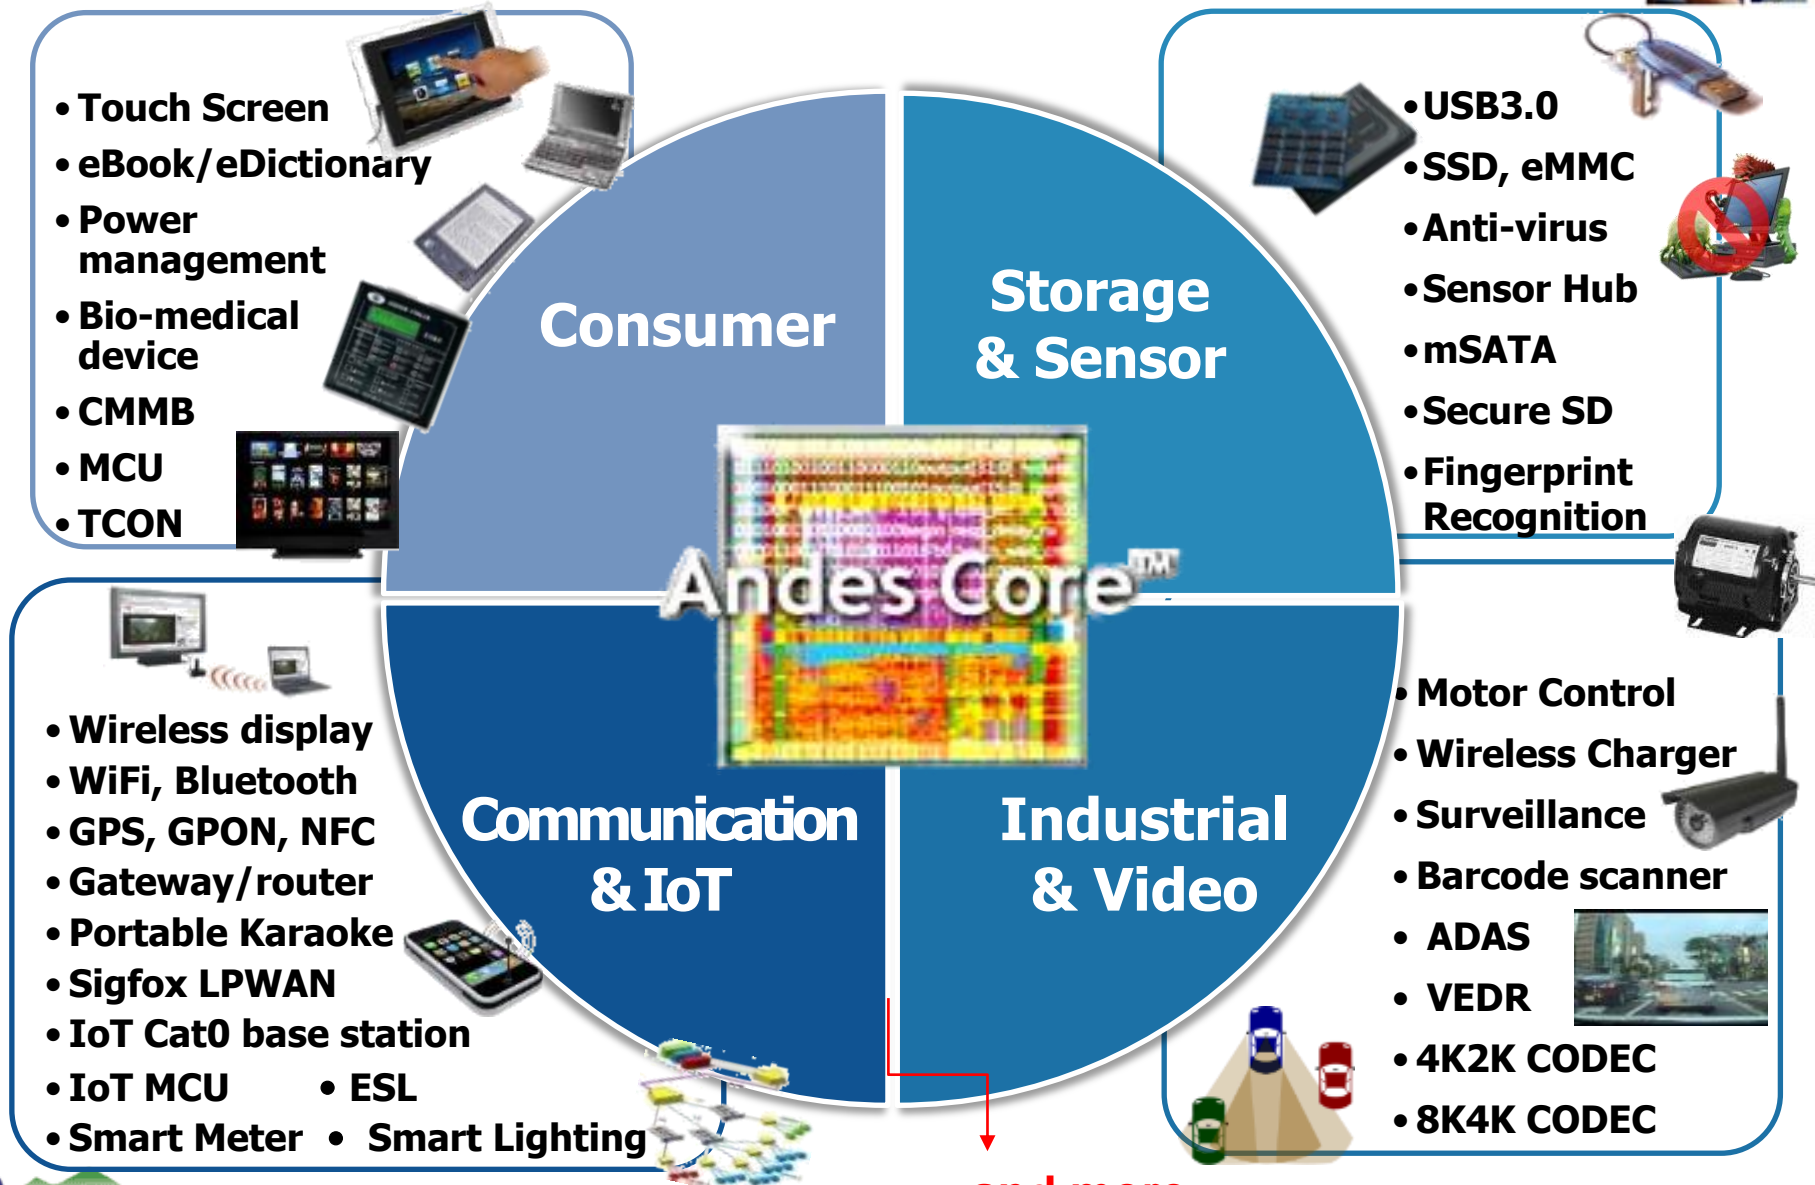 • Touch Screen
• eBook/eDictionary
• Power
management
• Bio-medical
device
• CMMB
• MCU
• TCON
Consumer
Storage
& Sensor
• USB3.0
• SSD, eMMC
• Anti-virus
• Sensor Hub
• mSATA
• Secure SD
• Fingerprint
Recognition
Andes Core™
• Wireless display
• WiFi, Bluetooth
• GPS, GPON, NFC
• Gateway/router
• Portable Karaoke
• Sigfox LPWAN
• IoT Cat0 base station
• IoT MCU • ESL
• Smart Meter • Smart Lighting
Communication
& IoT
Industrial
& Video
• Motor Control
• Wireless Charger
• Surveillance
• Barcode scanner
• ADAS
• VEDR
• 4K2K CODEC
• 8K4K CODEC
and more